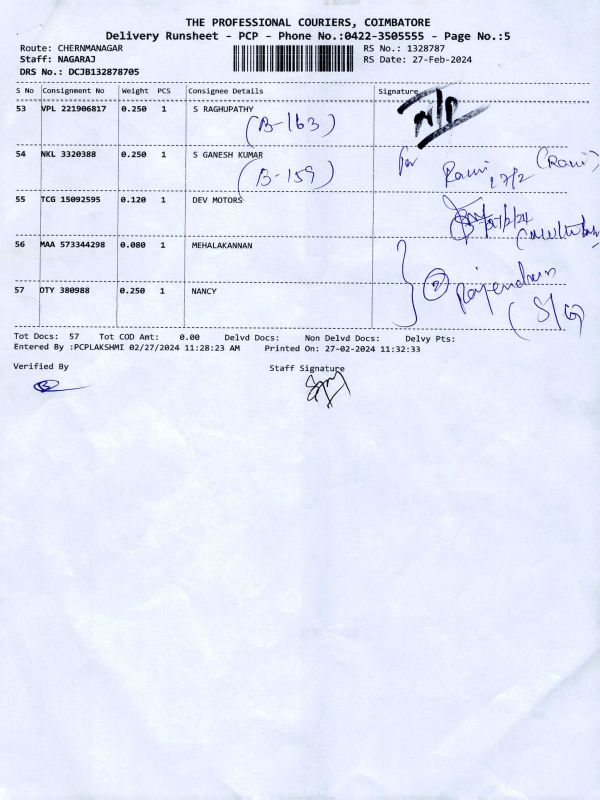 THE PROFESSIONAL COURIERS, COIMBATORE
Delivery Runsheet - PCP - Phone No.:0422-3505555 - Page No.:5
Route: CHERNMANAGAR RS No.: 1328787
Staff: NAGARAJ RS Date: 27-Feb-2024
DRS No.: DCJB132878705
S No Consignment No Weight PCS Consignee Details Signature
53 VPL 221906817 0.250 1 S RAGHUPATHY
(B-163)
54 NKL 3320388 0.250 1 S GANESH KUMAR
(B-159) for Rani (Rani)
27/2
55 TCG 15092595 0.120 1 DEV MOTORS
27/2/24
56 MAA 573344298 0.080 1 MEHALAKANNAN
57 DTY 380988 0.250 1 NANCY
(2) Rajendran
(S/G)
Tot Docs: 57 Tot COD Amt: 0.00 Delvd Docs: Non Delvd Docs: Delvy Pts:
Entered By :PCPLAKSHMI 02/27/2024 11:28:23 AM Printed On: 27-02-2024 11:32:33
Verified By Staff Signature